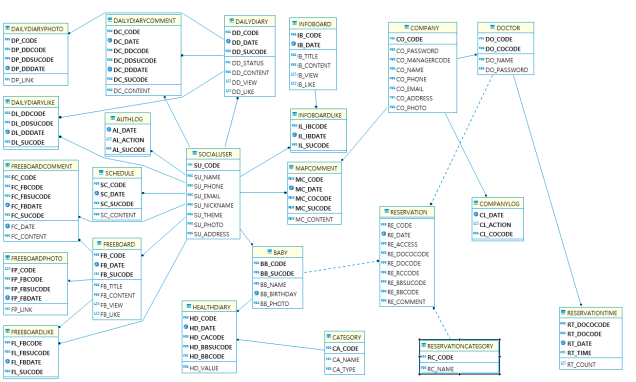 DAILYDIARYPHOTO
DP_CODE
DP_DDCODE
DP_DDSUCODE
DP_DDDATE
DP_LINK
DAILYDIARYCOMMENT
DC_CODE
DC_DATE
DC_DDCODE
DC_DDSUCODE
DC_DDDATE
DC_SUCODE
DC_CONTENT
DAILYDIARY
DD_CODE
DD_DATE
DD_SUCODE
DD_STATUS
DD_CONTENT
DD_VIEW
DD_LIKE
INFOBOARD
IB_CODE
IB_DATE
IB_TITLE
IB_CONTENT
IB_VIEW
IB_LIKE
COMPANY
CO_CODE
CO_PASSWORD
CO_MANAGERCODE
CO_NAME
CO_PHONE
CO_EMAIL
CO_ADDRESS
CO_PHOTO
DOCTOR
DO_CODE
DO_COCODE
DO_NAME
DO_PASSWORD
DAILYDIARYLIKE
DL_DDCODE
DL_DDSUCODE
DL_DDDATE
DL_SUCODE
AUTHLOG
AL_DATE
AL_ACTION
AL_SUCODE
INFOBOARDLIKE
IL_IBCODE
IL_IBDATE
IL_SUCODE
SOCIALUSER
SU_CODE
SU_NAME
SU_PHONE
SU_EMAIL
SU_NICKNAME
SU_THEME
SU_PHOTO
SU_ADDRESS
MAPCOMMENT
MC_CODE
MC_DATE
MC_COCODE
MC_SUCODE
MC_CONTENT
FREEBOARDCOMMENT
FC_CODE
FC_FBCODE
FC_FBSUCODE
FC_FBDATE
FC_SUCODE
FC_DATE
FC_CONTENT
SCHEDULE
SC_CODE
SC_DATE
SC_SUCODE
SC_CONTENT
RESERVATION
RE_CODE
RE_DATE
RE_ACCESS
RE_DOCOCODE
RE_DOCODE
RE_RCCODE
RE_BBSUCODE
RE_BBCODE
RE_COMMENT
COMPANYLOG
CL_DATE
CL_ACTION
CL_COCODE
FREEBOARD
FB_CODE
FB_DATE
FB_SUCODE
FB_TITLE
FB_CONTENT
FB_VIEW
FB_LIKE
BABY
BB_CODE
BB_SUCODE
BB_NAME
BB_BIRTHDAY
BB_PHOTO
FREEBOARDPHOTO
FP_CODE
FP_FBCODE
FP_FBSUCODE
FP_FBDATE
FP_LINK
HEALTHDIARY
HD_CODE
HD_DATE
HD_CACODE
HD_BBSUCODE
HD_BBCODE
HD_VALUE
FREEBOARDLIKE
FL_FBCODE
FL_FBSUCODE
FL_FBDATE
FL_SUCODE
CATEGORY
CA_CODE
CA_NAME
CA_TYPE
RESERVATIONCATEGORY
RC_CODE
RC_NAME
RESERVATIONTIME
RT_DOCOCODE
RT_DOCODE
RT_DATE
RT_TIME
RT_COUNT